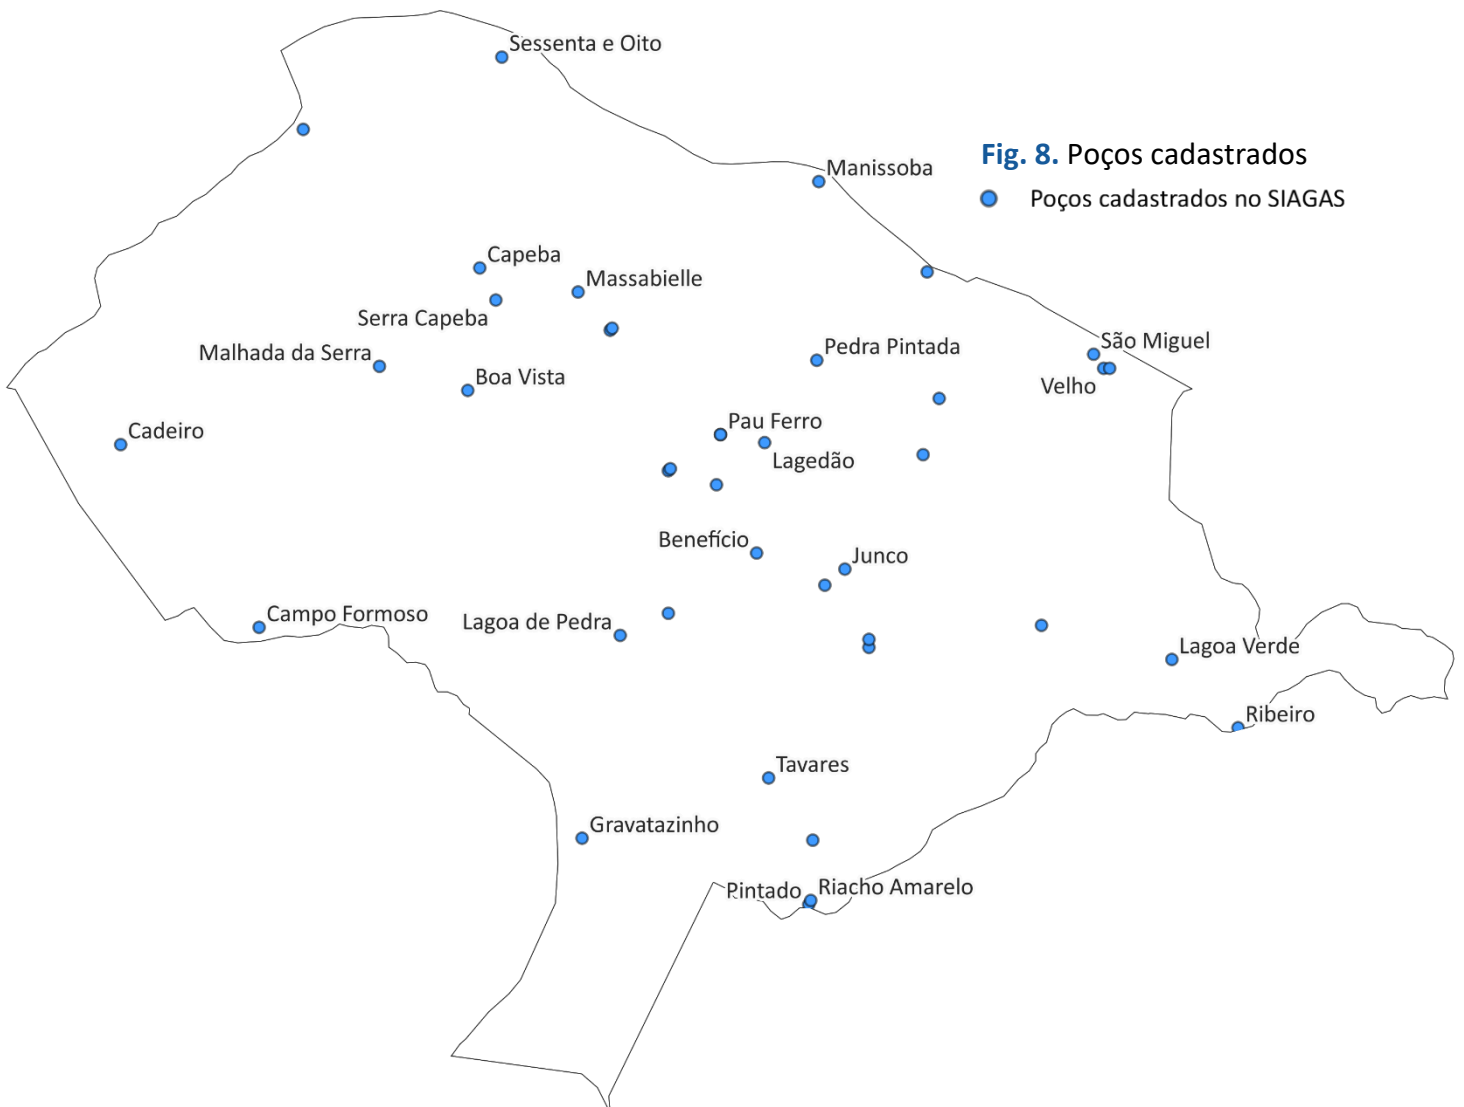 Sessenta e Oito
Fig. 8. Poços cadastrados
Manissoba
Poços cadastrados no SIAGAS
Capeba
Massabielle
Serra Capeba
São Miguel
Malhada da Serra
Pedra Pintada
Boa Vista
Velho
Pau Ferro
Cadeiro
Lagedão
Benefício
Junco
Campo Formoso
Lagoa de Pedra
Lagoa Verde
Ribeiro
Tavares
Gravatazinho
Pintado
Riacho Amarelo